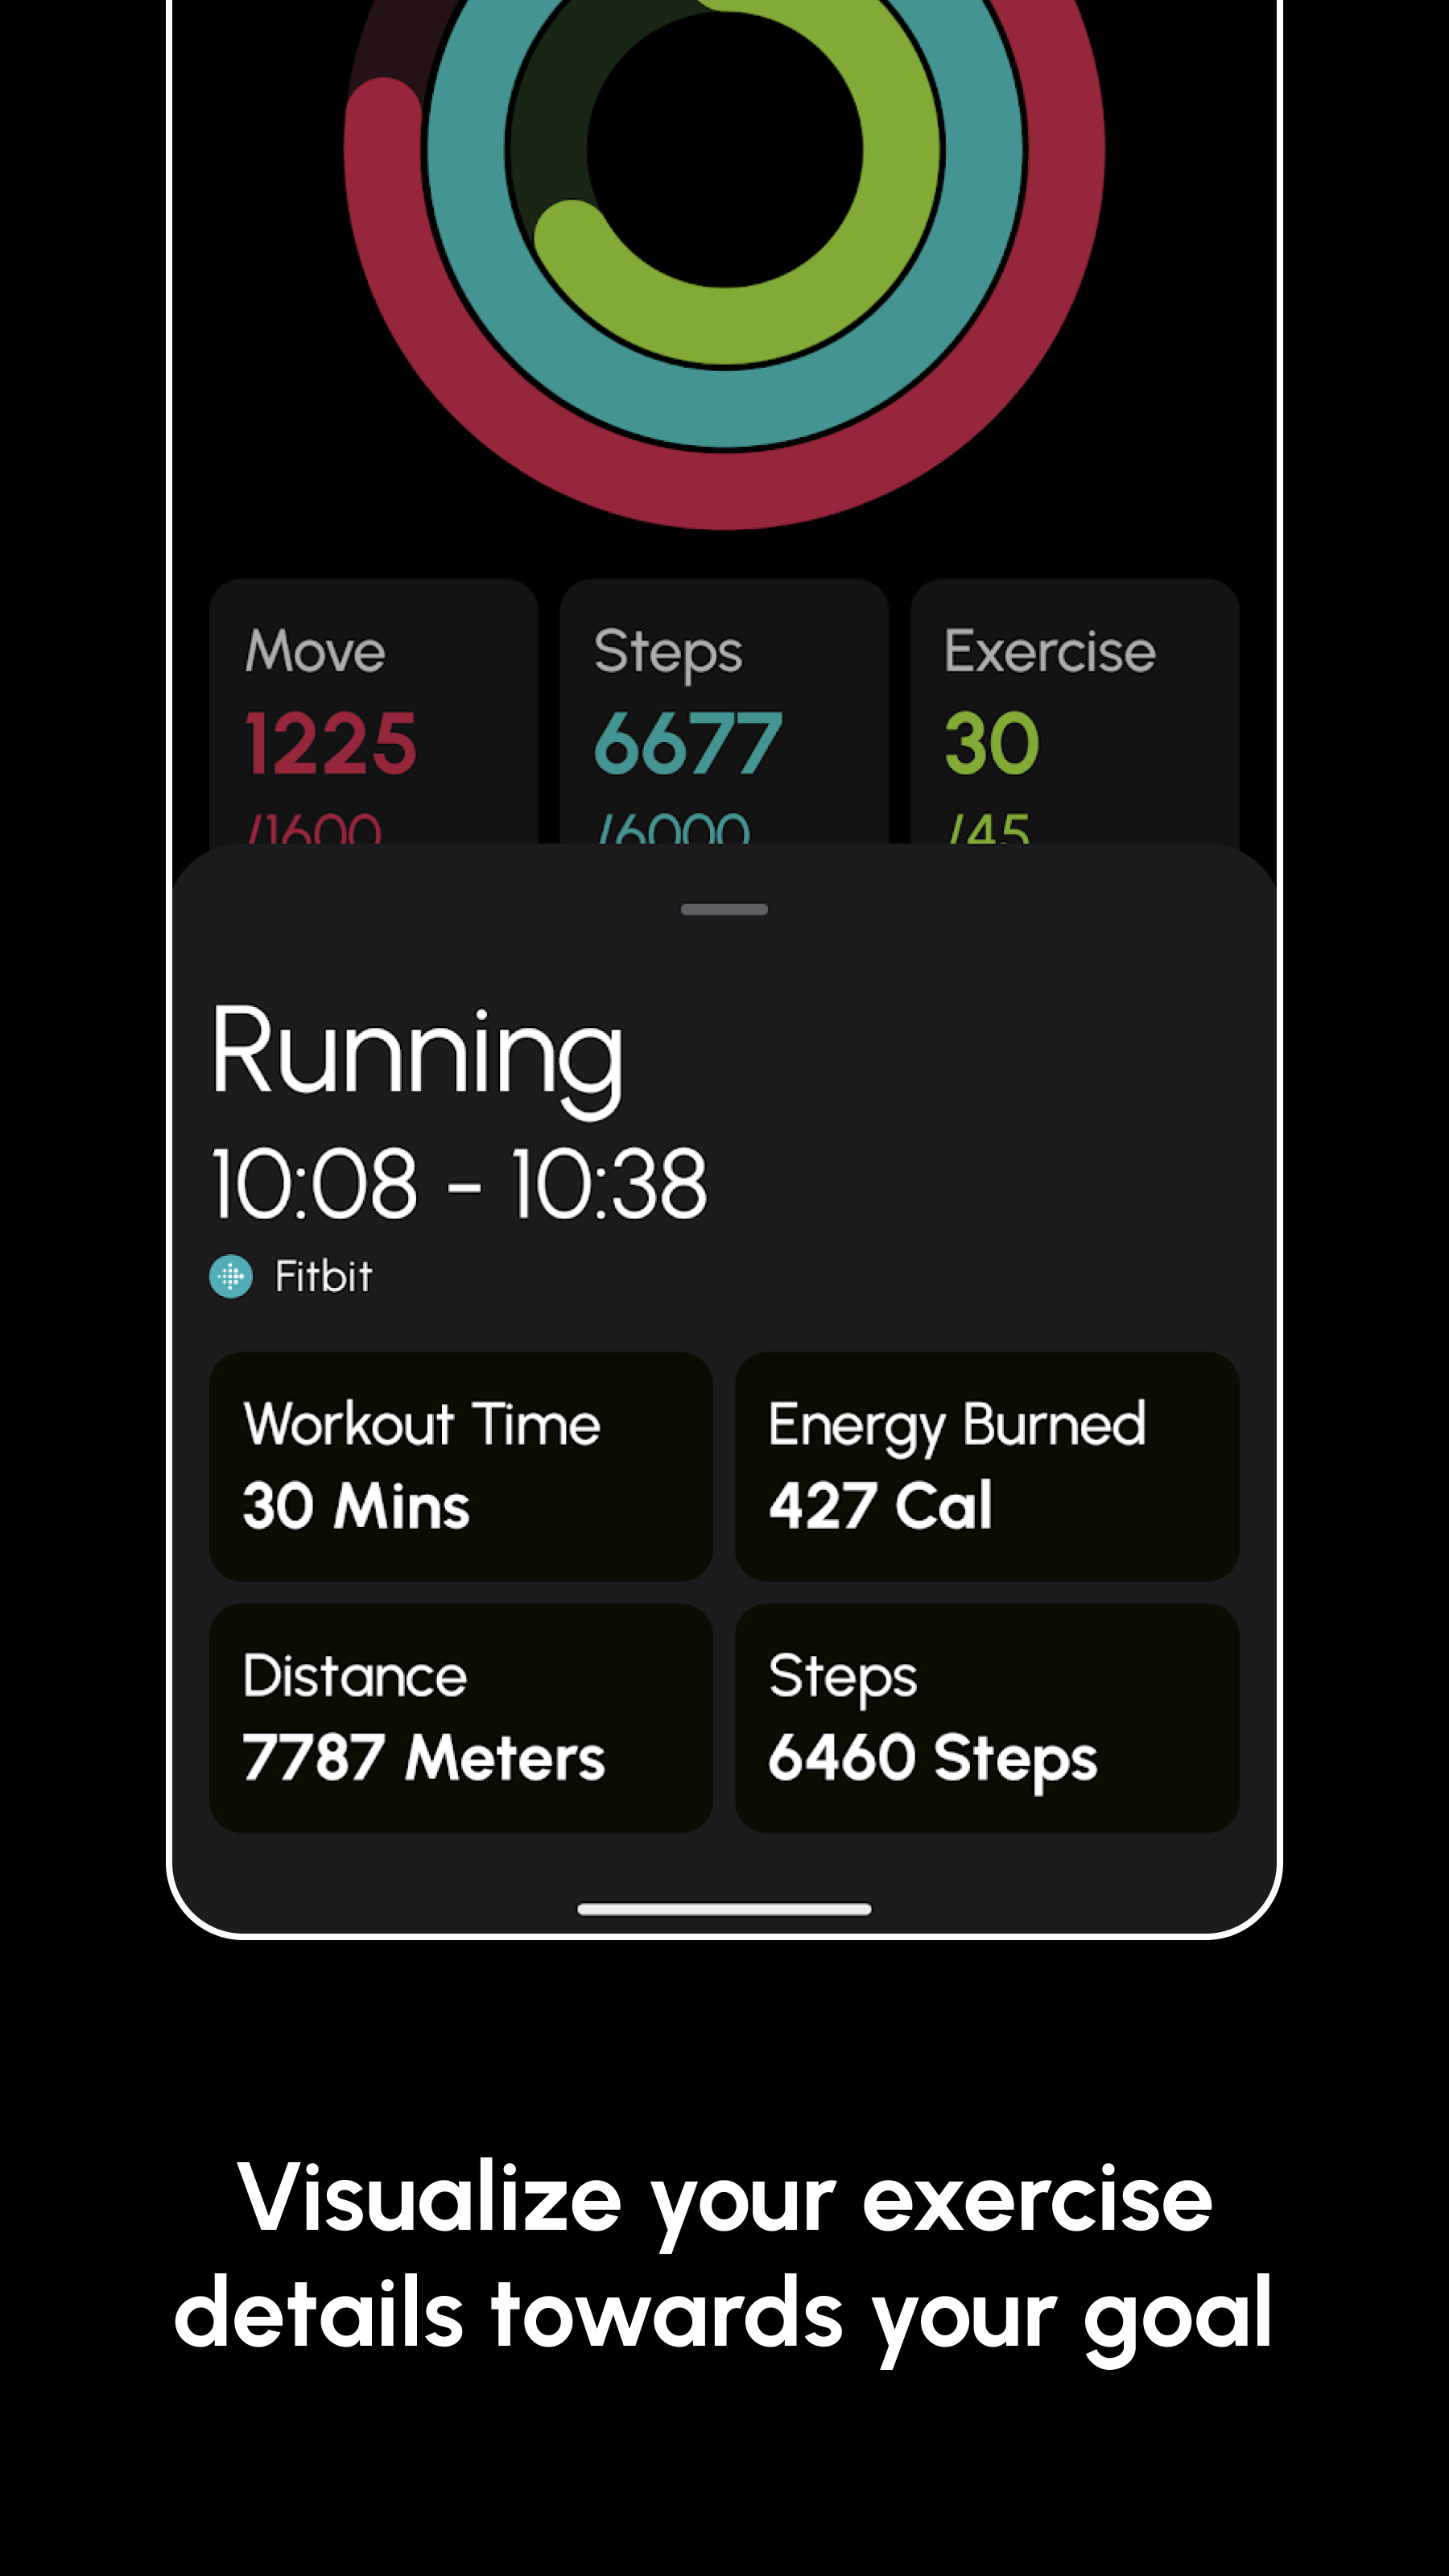 Move
Steps
Exercise
1225
6677
30
/1600
/6000
/45
Running
10:08 - 10:38
Fitbit
Workout Time
30 Mins
Energy Burned
427 Cal
Distance
7787 Meters
Steps
6460 Steps
Visualize your exercise
details towards your goal